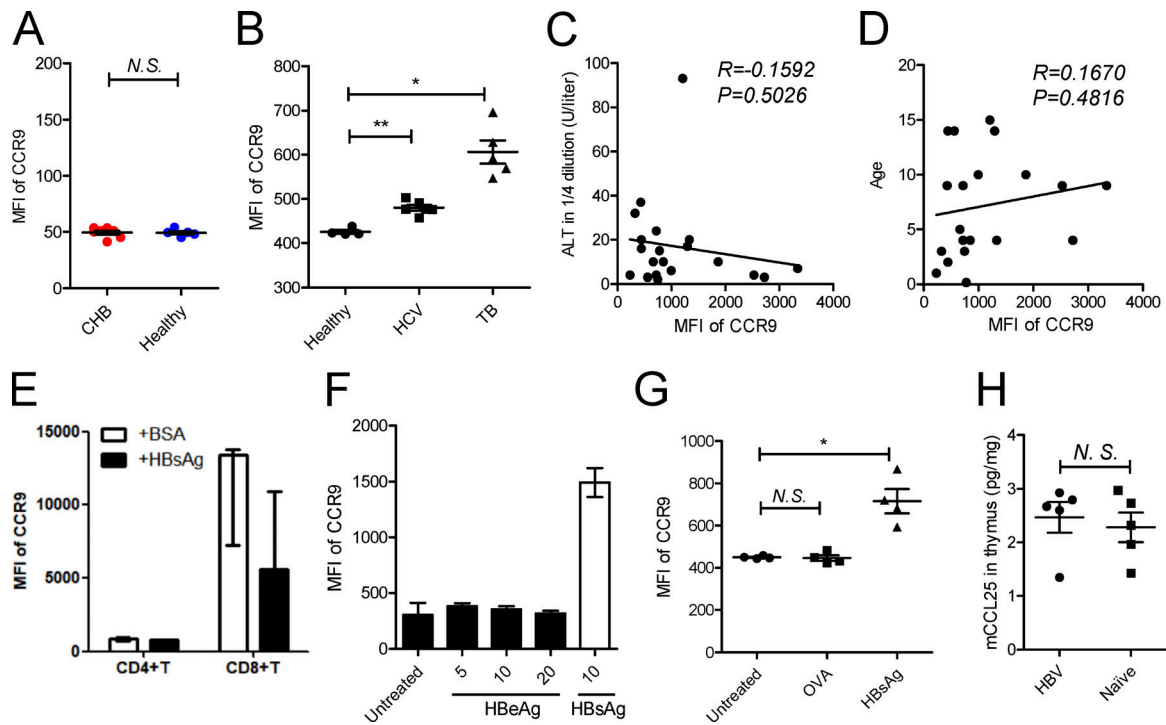 A
MFI of CCR9
200
150
100
50
0
N.S.
CHB
Healthy
B
MFI of CCR9
800
700
600
500
400
300
*
**
Healthy
HCV
TB
C
ALT in 1/4 dilution (U/liter)
100
80
60
40
20
0
R=-0.1592
P=0.5026
0
1000
2000
3000
4000
MFI of CCR9
D
Age
20
15
10
5
0
R=0.1670
P=0.4816
0
1000
2000
3000
4000
MFI of CCR9
E
MFI of CCR9
15000
10000
5000
0
+BSA
+HBsAg
CD4+T
CD8+T
F
MFI of CCR9
2000
1500
1000
500
0
Untreated
5
10
20
10
HBeAg
HBsAg
G
MFI of CCR9
1000
800
600
400
200
0
*
N.S.
Untreated
OVA
HBsAg
H
mCCL25 in thymus (pg/mg)
4
3
2
1
0
N. S.
HBV
Naïve